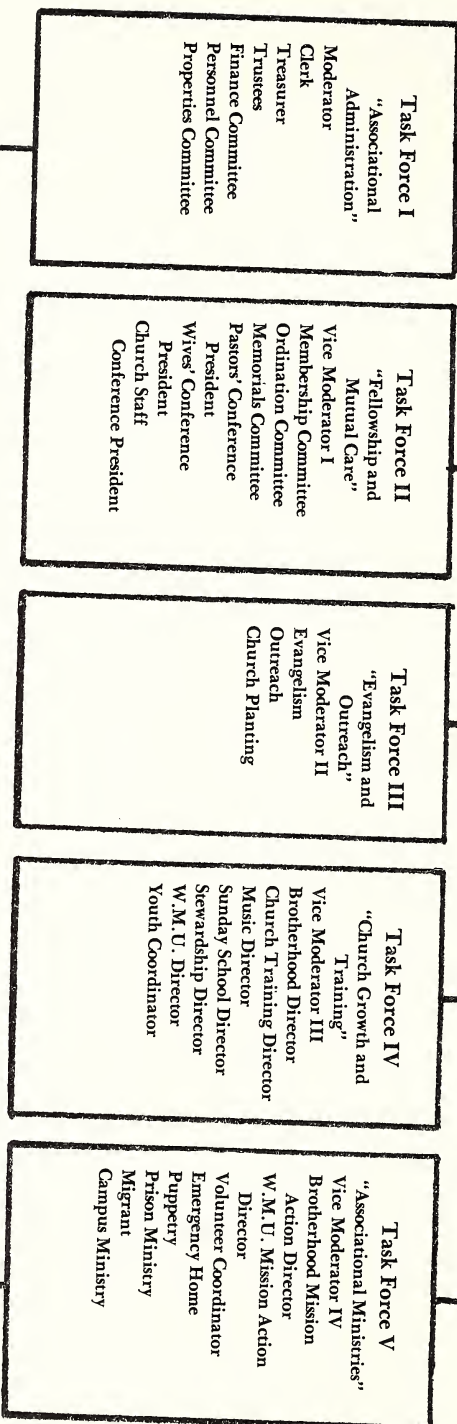 Task Force I
“Associational
Administration”
Moderator
Clerk
Treasurer
Trustees
Finance Committee
Personnel Committee
Properties Committee
Task Force II
“Fellowship and
Mutual Care”
Vice Moderator I
Membership Committee
Ordination Committee
Memorials Committee
Pastors’ Conference
President
Wives’ Conference
President
Church Staff
Conference President
Task Force III
“Evangelism and
Outreach”
Vice Moderator II
Evangelism
Outreach
Church Planting
Task Force IV
“Church Growth and
Training”
Vice Moderator III
Brotherhood Director
Church Training Director
Music Director
Sunday School Director
Stewardship Director
W.M.U. Director
Youth Coordinator
Task Force V
“Associational Ministries”
Vice Moderator IV
Brotherhood Mission
Action Director
W.M.U. Mission Action
Director
Volunteer Coordinator
Emergency Home
Puppetry
Prison Ministry
Migrant
Campus Ministry